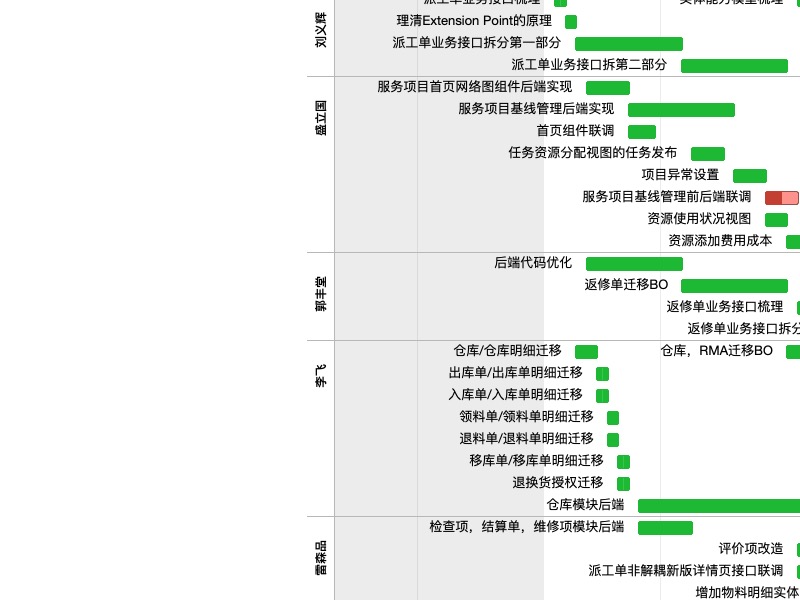 派工单业务接口梳理
实体能力模型梳理
刘义辉
理清Extension Point的原理
派工单业务接口拆分第一部分
派工单业务接口拆第二部分
盛立国
服务项目首页网络图组件后端实现
服务项目基线管理后端实现
首页组件联调
任务资源分配视图的任务发布
项目异常设置
服务项目基线管理前后端联调
资源使用状况视图
资源添加费用成本
郭丰堂
后端代码优化
返修单迁移BO
返修单业务接口梳理
返修单业务接口拆分
李飞
仓库/仓库明细迁移
仓库，RMA迁移BO
出库单/出库单明细迁移
入库单/入库单明细迁移
领料单/领料单明细迁移
退料单/退料单明细迁移
移库单/移库单明细迁移
退换货授权迁移
仓库模块后端
雷森品
检查项，结算单，维修项模块后端
评价项改造
派工单非解耦新版详情页接口联调
增加物料明细实体